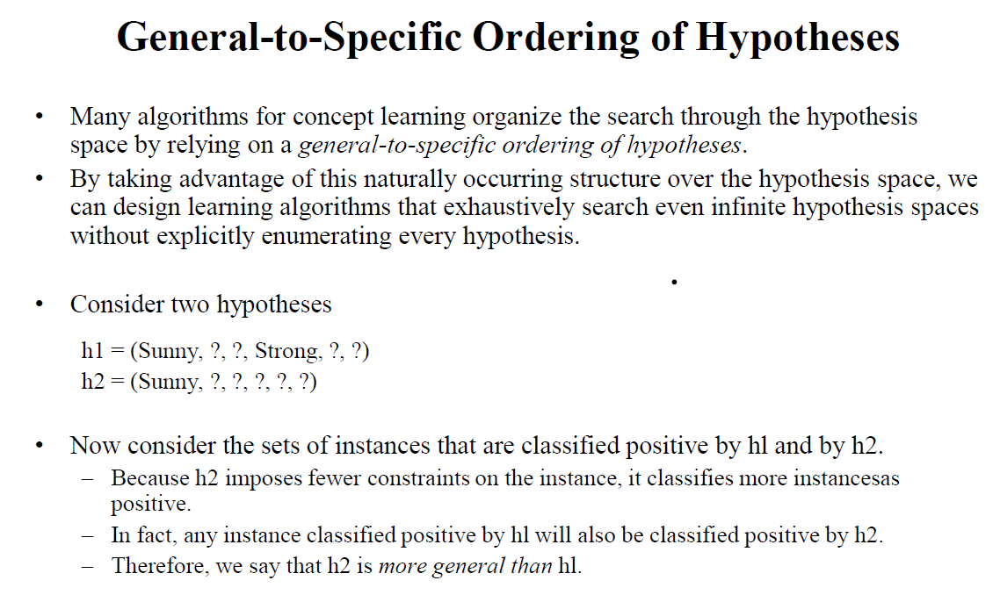 General-to-Specific Ordering of Hypotheses
• Many algorithms for concept learning organize the search through the hypothesis
space by relying on a general-to-specific ordering of hypotheses.
• By taking advantage of this naturally occurring structure over the hypothesis space, we
can design learning algorithms that exhaustively search even infinite hypothesis spaces
without explicitly enumerating every hypothesis.
• Consider two hypotheses
h1 = (Sunny, ?, ?, Strong, ?, ?)
h2 = (Sunny, ?, ?, ?, ?, ?)
• Now consider the sets of instances that are classified positive by hl and by h2.
– Because h2 imposes fewer constraints on the instance, it classifies more instancesas
positive.
– In fact, any instance classified positive by hl will also be classified positive by h2.
– Therefore, we say that h2 is more general than hl.